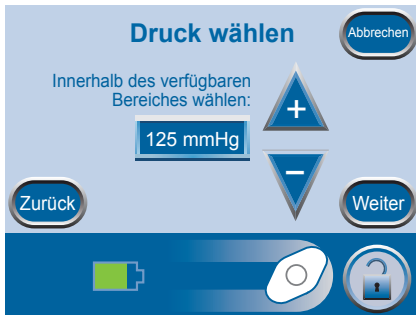 Druck wählen
Abbrechen
Innerhalb des verfügbaren
Bereiches wählen:
+
125 mmHg
−
Zurück
Weiter